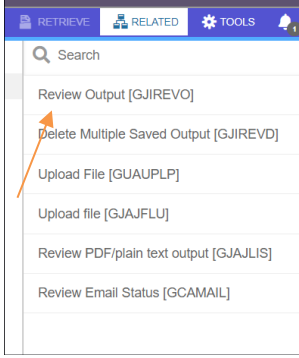 RETRIEVE RELATED TOOLS 1
Search
Review Output [GJIREVO]
Delete Multiple Saved Output [GJIREVD]
Upload File [GUAUPLP]
Upload file [GJAJFLU]
Review PDF/plain text output [GJAJLIS]
Review Email Status [GCAMAIL]